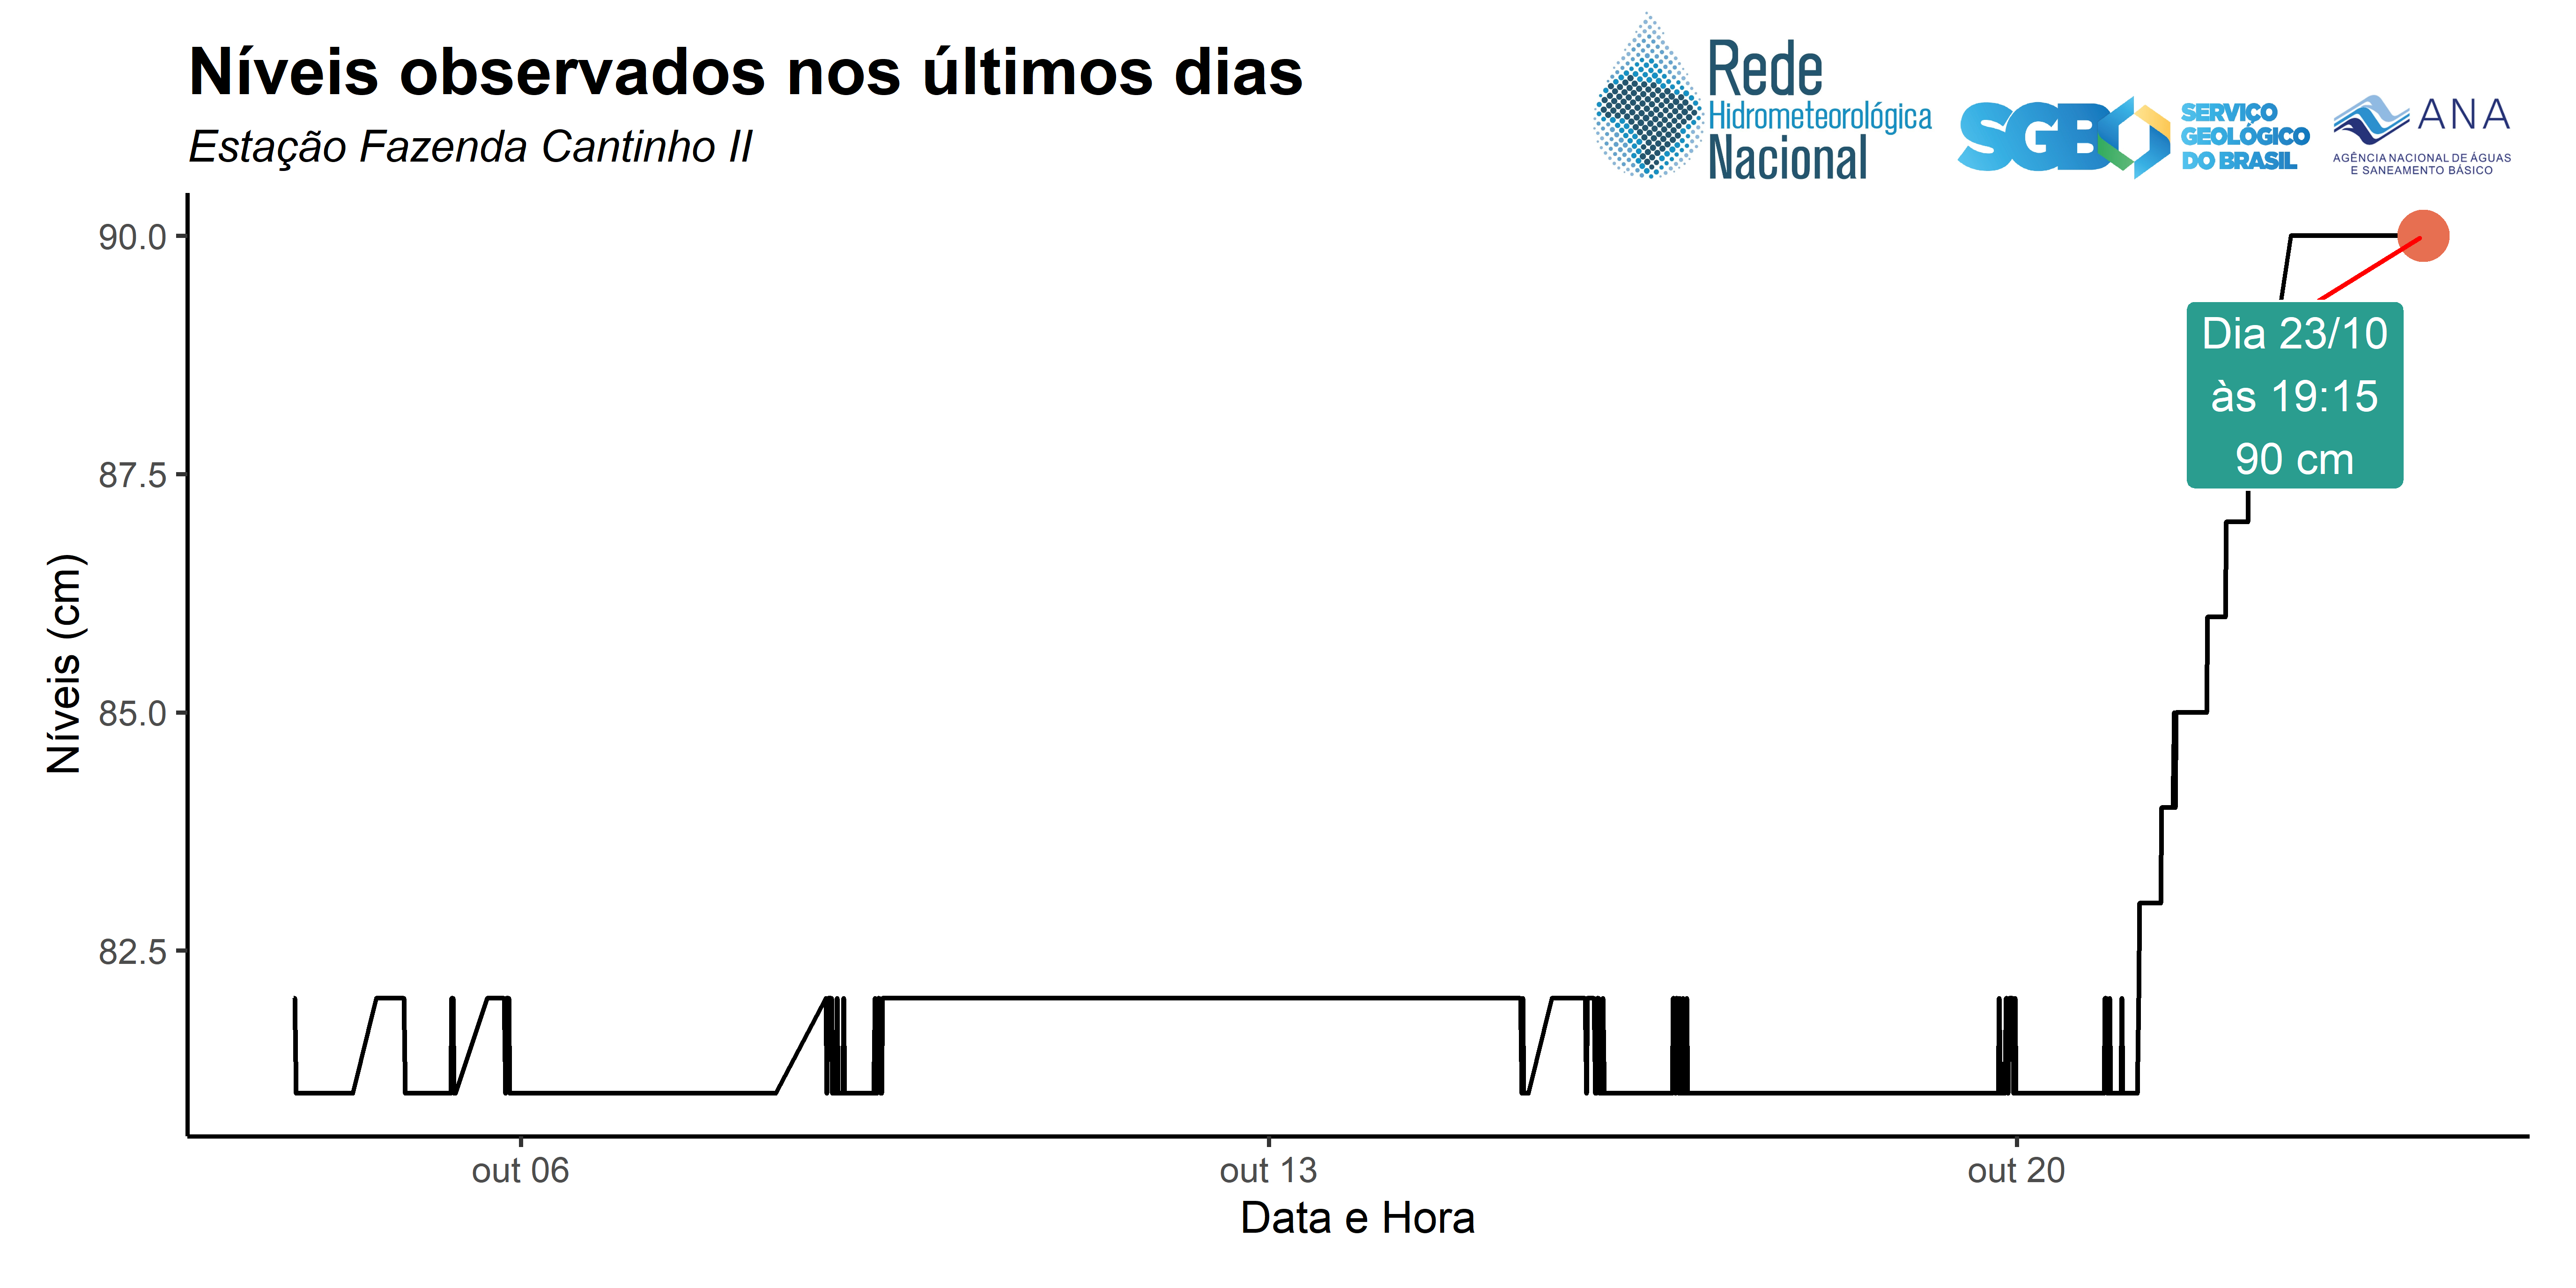 Níveis observados nos últimos dias
Estação Fazenda Cantinho II
Rede
Hidrometeorológica
Nacional
SGB
SERVIÇO
GEOLÓGICO
DO BRASIL
ANA
AGÊNCIA NACIONAL DE ÁGUAS
E SANEAMENTO BÁSICO
90.0
87.5
85.0
82.5
Níveis (cm)
Dia 23/10
às 19:15
90 cm
out 06
out 13
out 20
Data e Hora